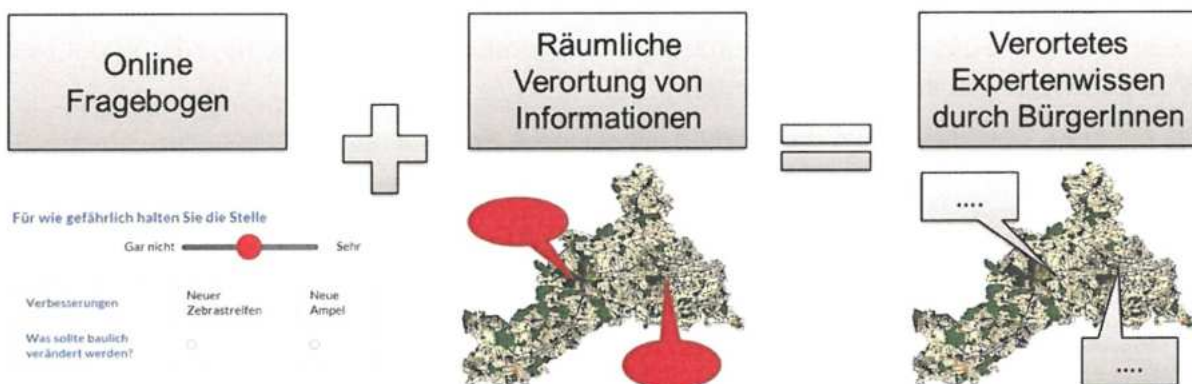 Online
Fragebogen
Räumliche
Verortung von
Informationen
Verortetes
Expertenwissen
durch BürgerInnen
Für wie gefährlich halten Sie die Stelle
Gar nicht Sehr
Verbesserungen
Neuer
Zebrastreifen
Neue
Ampel
Was sollte baulich
verändert werden?
....
....